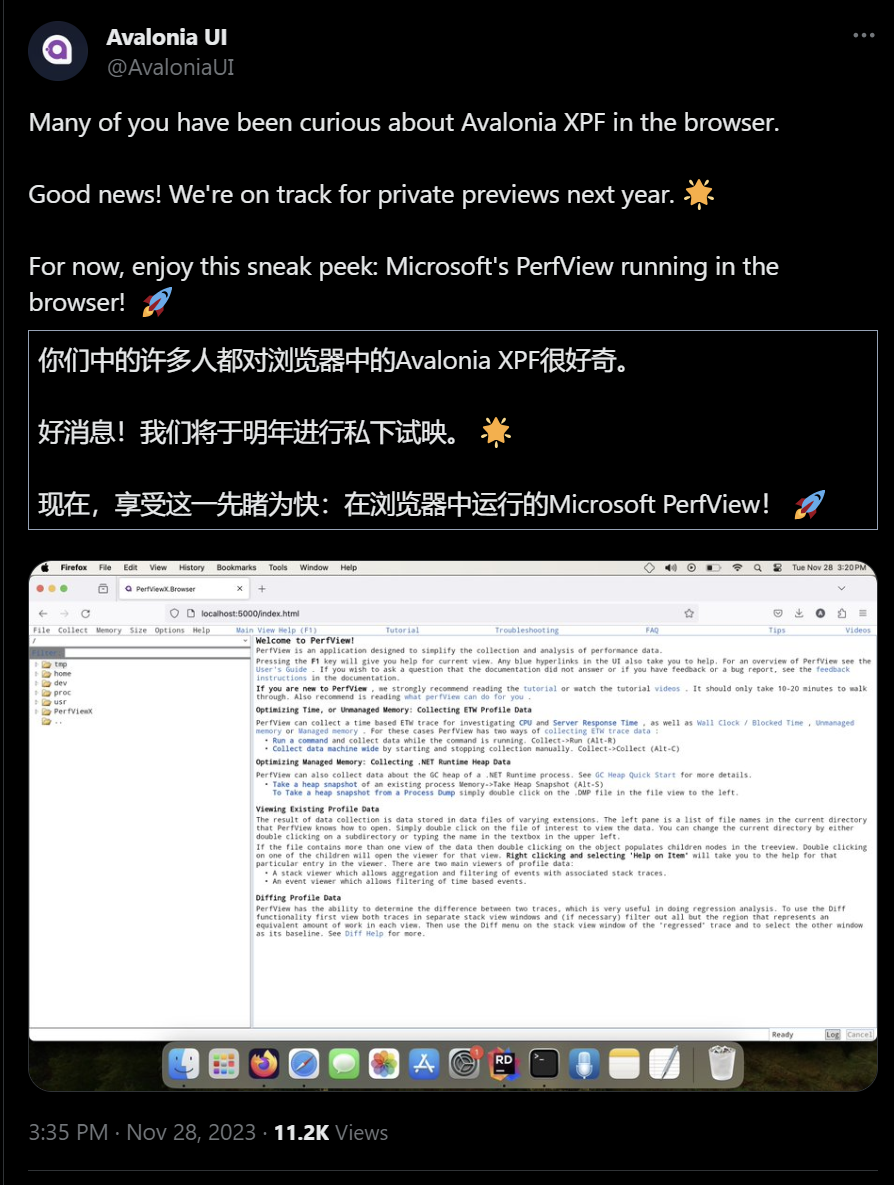 Avalonia UI
@AvaloniaUI
Many of you have been curious about Avalonia XPF in the browser.
Good news! We're on track for private previews next year. 🌟
For now, enjoy this sneak peek: Microsoft's PerfView running in the
browser! 🚀
你们中的许多人都对浏览器中的Avalonia XPF很好奇。
好消息！我们将于明年进行私下试映。 🌟
现在，享受这一先睹为快：在浏览器中运行的Microsoft PerfView！ 🚀
Firefox File Edit View History Bookmarks Tools Window Help Tue Nov 28 3:20PM
PerfViewX.Browser
localhost:5000/index.html
File Collect Memory Size Options Help Main View Help (F1) Tutorial Troubleshooting FAQ Tips Videos
/
Filter:
tmp
home
dev
proc
usr
PerfViewX
..
Welcome to PerfView!
PerfView is an application designed to simplify the collection and analysis of performance data.
Pressing the F1 key will give you help for current view. Any blue hyperlinks in the UI also take you to help. For an overview of PerfView see the
User's Guide . If you wish to ask a question that the documentation did not answer or if you have feedback or a bug report, see the feedback
instructions in the documentation.
If you are new to PerfView , we strongly recommend reading the tutorial or watch the tutorial videos . It should only take 10-20 minutes to walk
through. Also recommend is reading what perfView can do for you .
Optimizing Time, or Unmanaged Memory: Collecting ETW Profile Data
PerfView can collect a time based ETW trace for investigating CPU and Server Response Time , as well as Wall Clock / Blocked Time , Unmanaged
memory or Managed memory . For these cases PerfView has two ways of collecting ETW trace data :
• Run a command and collect data while the command is running. Collect->Run (Alt-R)
• Collect data machine wide by starting and stopping collection manually. Collect->Collect (Alt-C)
Optimizing Managed Memory: Collecting .NET Runtime Heap Data
PerfView can also collect data about the GC heap of a .NET Runtime process. See GC Heap Quick Start for more details.
• Take a heap snapshot of an existing process Memory->Take Heap Snapshot (Alt-S)
To Take a heap snapshot from a Process Dump simply double click on the .DMP file in the file view to the left.
Viewing Existing Profile Data
The result of data collection is data stored in data files of varying extensions. The left pane is a list of file names in the current directory
that PerfView knows how to open. Simply double click on the file of interest to view the data. You can change the current directory by either
double clicking on a subdirectory or typing the name in the textbox in the upper left.
If the file contains more than one view of the data then double clicking on the object populates children nodes in the treeview. Double clicking
on one of the children will open the viewer for that view. Right clicking and selecting 'Help on Item' will take you to the help for that
particular entry in the viewer. There are two main viewers of profile data:
• A stack viewer which allows aggregation and filtering of events with associated stack traces.
• An event viewer which allows filtering of time based events.
Diffing Profile Data
PerfView has the ability to determine the difference between two traces, which is very useful in doing regression analysis. To use the Diff
functionality first view both traces in separate stack view windows and (if necessary) filter out all but the region that represents an
equivalent amount of work in each view. Then use the Diff menu on the stack view window of the 'regressed' trace and to select the other window
as its baseline. See Diff Help for more.
Ready Log Cancel
1
RD
3:35 PM · Nov 28, 2023 · 11.2K Views